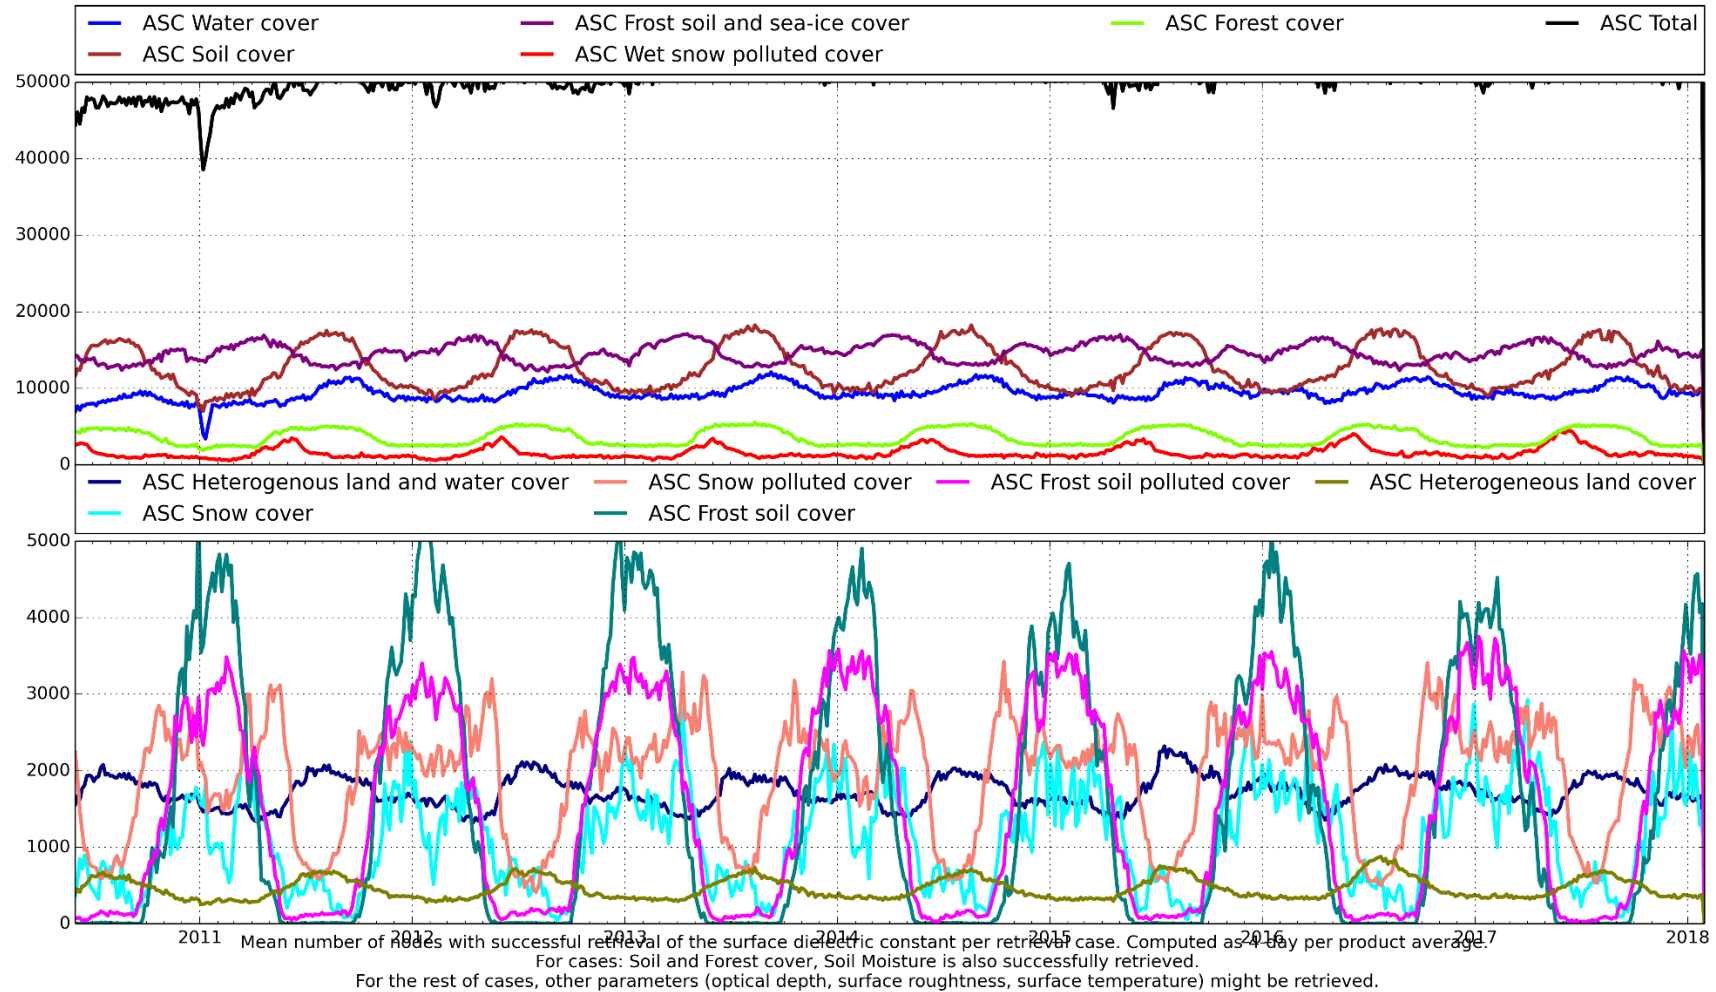 ASC Water cover ASC Frost soil and sea-ice cover ASC Forest cover ASC Total
ASC Soil cover ASC Wet snow polluted cover
50000
40000
30000
20000
10000
0
ASC Heterogenous land and water cover ASC Snow polluted cover ASC Frost soil polluted cover ASC Heterogeneous land cover
ASC Snow cover ASC Frost soil cover
5000
4000
3000
2000
1000
0
2011 2012 2013 2014 2015 2016 2017 2018
Mean number of nodes with successful retrieval of the surface dielectric constant per retrieval case. Computed as 4-day per product average.
For cases: Soil and Forest cover, Soil Moisture is also successfully retrieved.
For the rest of cases, other parameters (optical depth, surface roughness, surface temperature) might be retrieved.